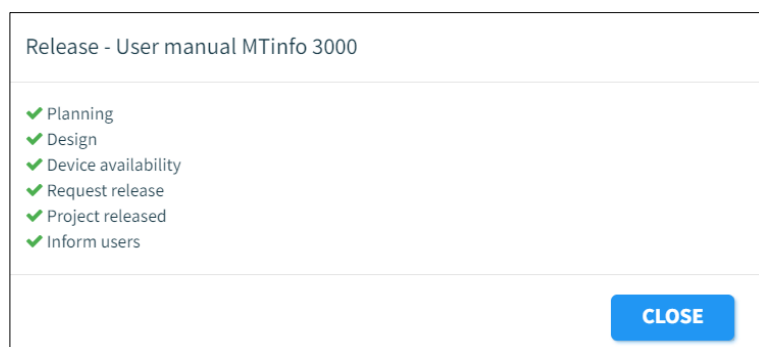 Release - User manual MTinfo 3000
Planning
Design
Device availability
Request release
Project released
Inform users
CLOSE